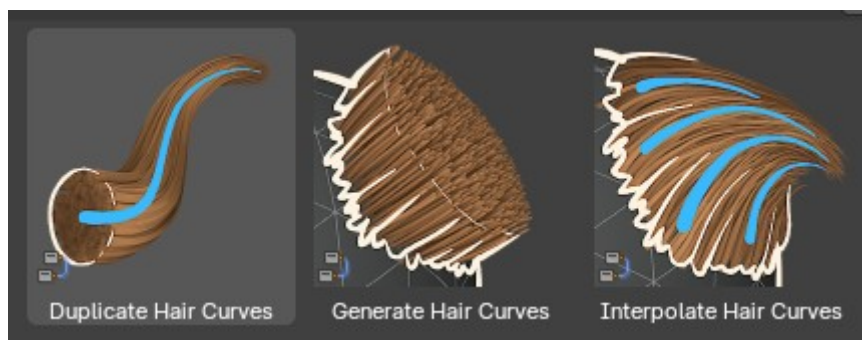 Duplicate Hair Curves
Generate Hair Curves
Interpolate Hair Curves